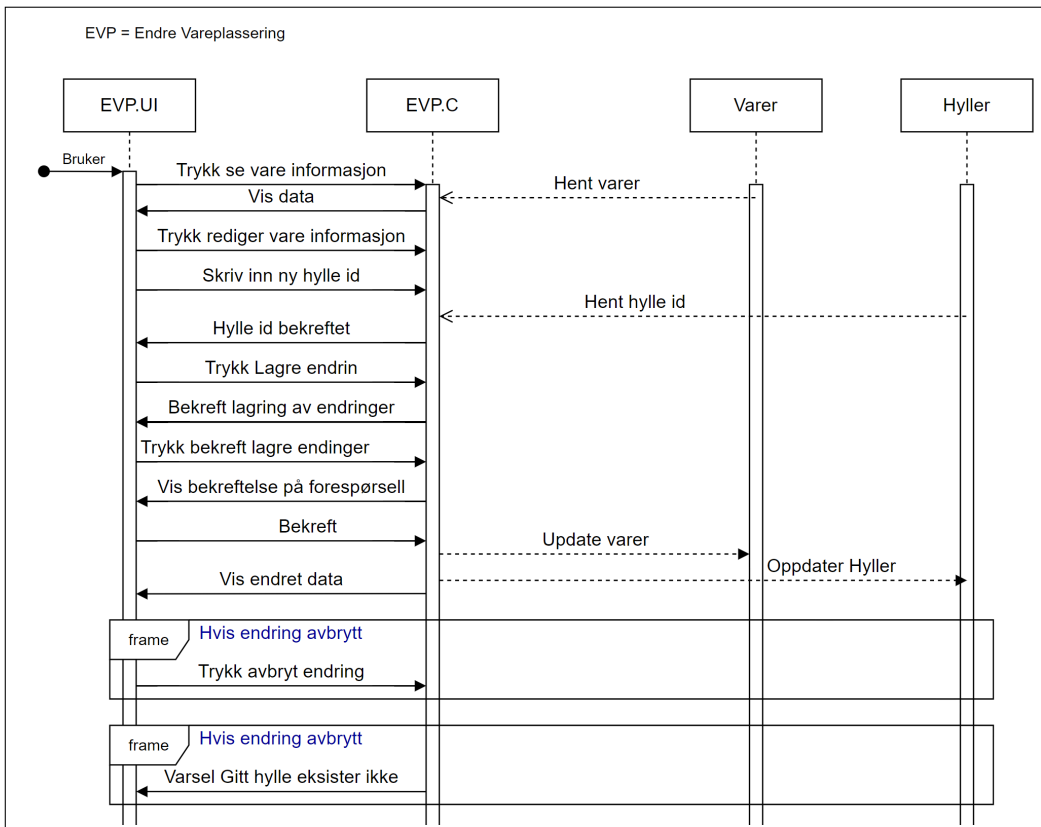 EVP = Endre Vareplassering
EVP.UI
EVP.C
Varer
Hyller
Bruker
Trykk se vare informasjon
Hent varer
Vis data
Trykk rediger vare informasjon
Skriv inn ny hylle id
Hent hylle id
Hylle id bekreftet
Trykk Lagre endrin
Bekreft lagring av endringer
Trykk bekreft lagre endinger
Vis bekreftelse på forespørsell
Bekreft
Update varer
Oppdater Hyller
Vis endret data
frame
Hvis endring avbrytt
Trykk avbryt endring
frame
Hvis endring avbrytt
Varsel Gitt hylle eksister ikke